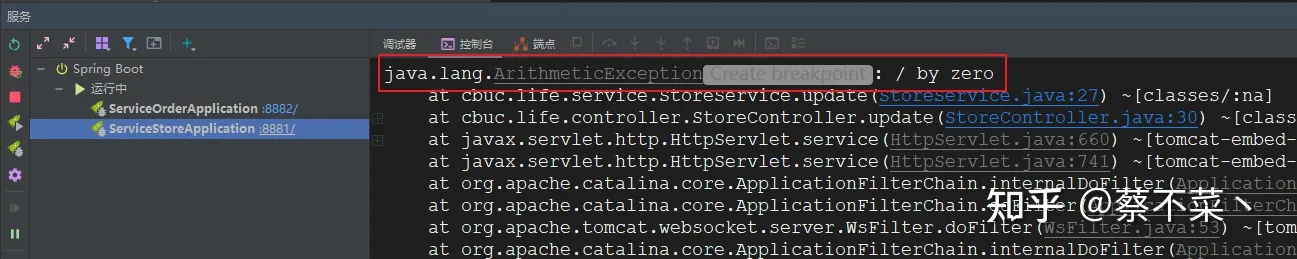 服务
调试器 控制台 端点
Spring Boot
运行中
ServiceOrderApplication :8882/
ServiceStoreApplication :8881/
java.lang.ArithmeticException Create breakpoint : / by zero
at cbuc.life.service.StoreService.update(StoreService.java:27) ~[classes/:na]
at cbuc.life.controller.StoreController.update(StoreController.java:30) ~[class
at javax.servlet.http.HttpServlet.service(HttpServlet.java:660) ~[tomcat-embed-
at javax.servlet.http.HttpServlet.service(HttpServlet.java:741) ~[tomcat-embed-
at org.apache.catalina.core.ApplicationFilterChain.internalDoFilter(Application
at org.apache.catalina.core.ApplicationFilterChain.doFilter(ApplicationFilterCh
at org.apache.tomcat.websocket.server.WsFilter.doFilter(WsFilter.java:53) ~[tom
at org.apache.catalina.core.ApplicationFilterChain.internalDoFilter(Application
知乎 @蔡不菜丶